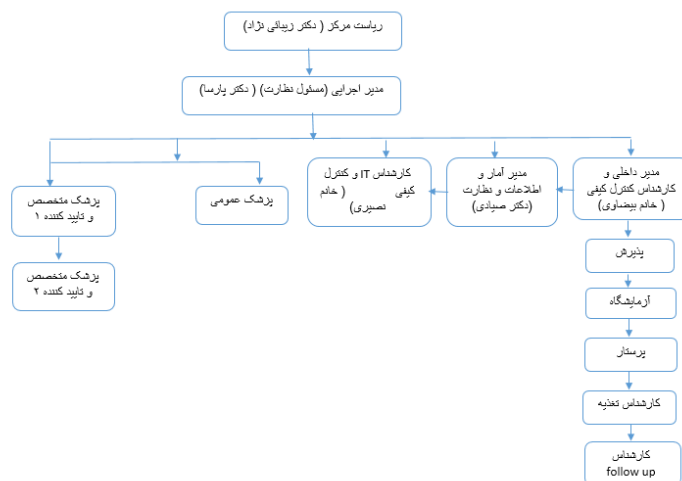 ریاست مرکز ( دکتر زیبائی نژاد)
مدیر اجرایی (مسئول نظارت) ( دکتر پارسا)
مدیر داخلی و
کارشناس کنترل کیفی
( خانم بیضاوی)
مدیر آمار و
اطلاعات و نظارت
(دکتر صیادی)
کارشناس IT و کنترل
کیفی ( خانم
نصیری)
پزشک عمومی
پزشک متخصص
و تایید کننده ۱
پزشک متخصص
و تایید کننده ۲
پذیرش
آزمایشگاه
پرستار
کارشناس تغذیه
کارشناس
follow up